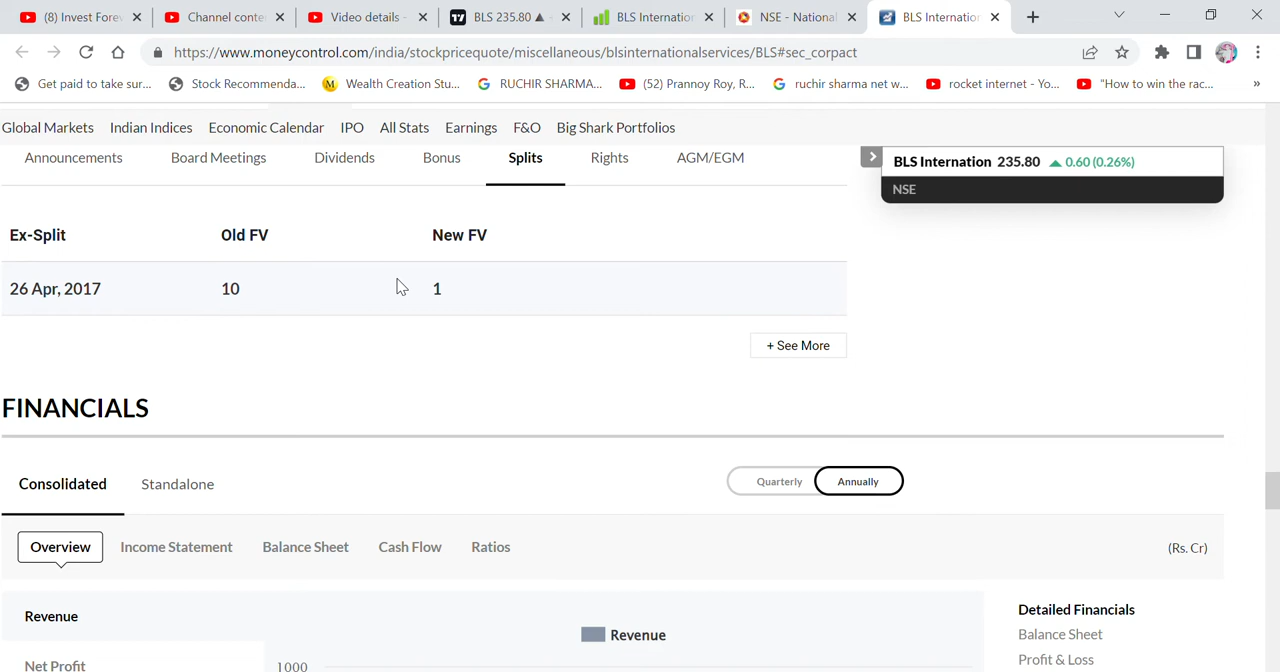 (8) Invest Forev
Channel conte
Video details -
BLS 235.80 ▲
BLS Internation
NSE - National
BLS Internation
https://www.moneycontrol.com/india/stockpricequote/miscellaneous/blsinternationalservices/BLS#sec_corpact
Get paid to take sur...
Stock Recommenda...
M
Wealth Creation Stu...
RUCHIR SHARMA...
(52) Prannoy Roy, R...
ruchir sharma net w...
rocket internet - Yo...
"How to win the rac...
»
Global Markets Indian Indices Economic Calendar IPO All Stats Earnings F&O Big Shark Portfolios
Announcements Board Meetings Dividends Bonus Splits Rights AGM/EGM
BLS Internation 235.80 ▲ 0.60 (0.26%)
NSE
Ex-Split Old FV New FV
26 Apr, 2017 10 1
+ See More
FINANCIALS
Consolidated Standalone
Quarterly Annually
Overview Income Statement Balance Sheet Cash Flow Ratios
(Rs. Cr)
Revenue
Revenue
Detailed Financials
Balance Sheet
Net Profit
1000
Profit & Loss